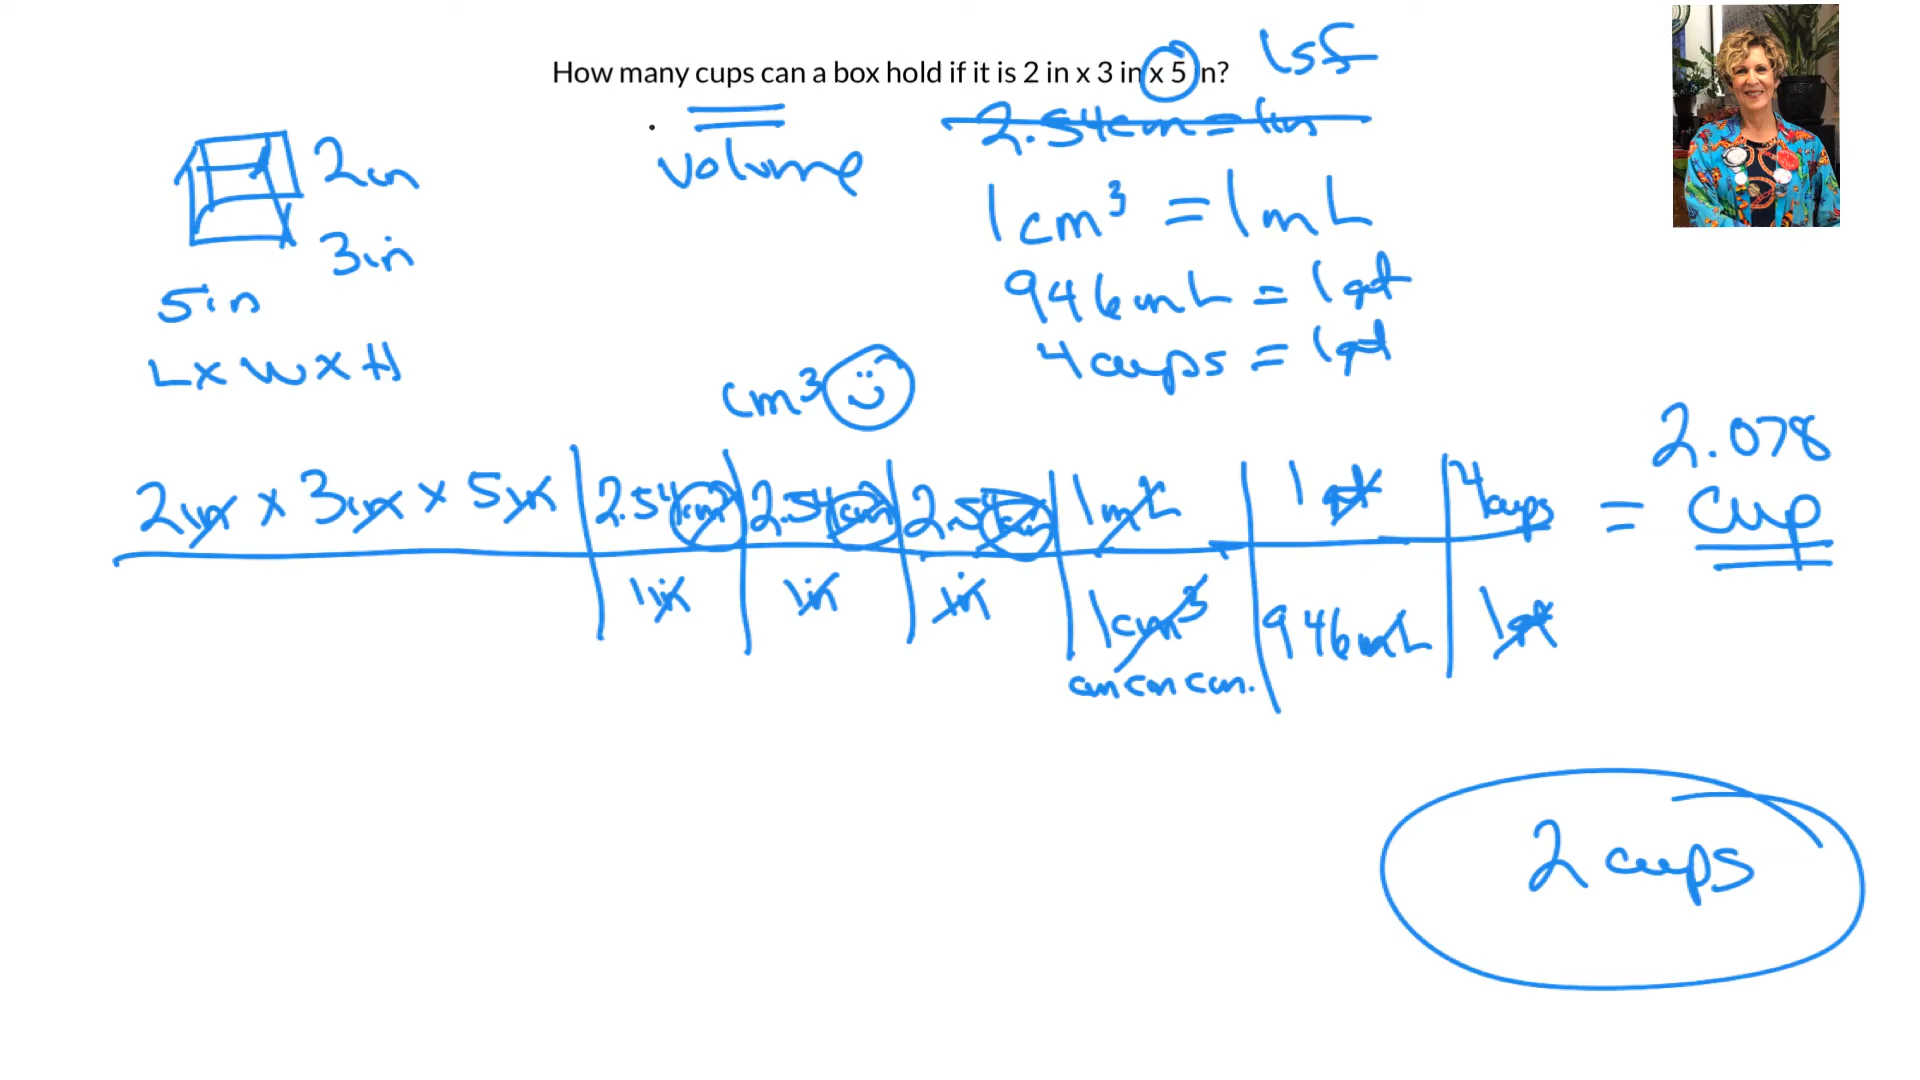 How many cups can a box hold if it is 2 in x 3 in x 5 in?
1sf
2.54cm = 1in
volume
2in
3in
5in
L x W x H
1cm³ = 1mL
946mL = 1qt
4cups = 1qt
cm³
2in x 3in x 5in | 2.54cm | 2.54cm | 2.54cm | 1mL | 1qt | 4cups = 2.078 cup
1in | 1in | 1in | 1cm³ | 946mL | 1qt
cm cm cm.
2 cups